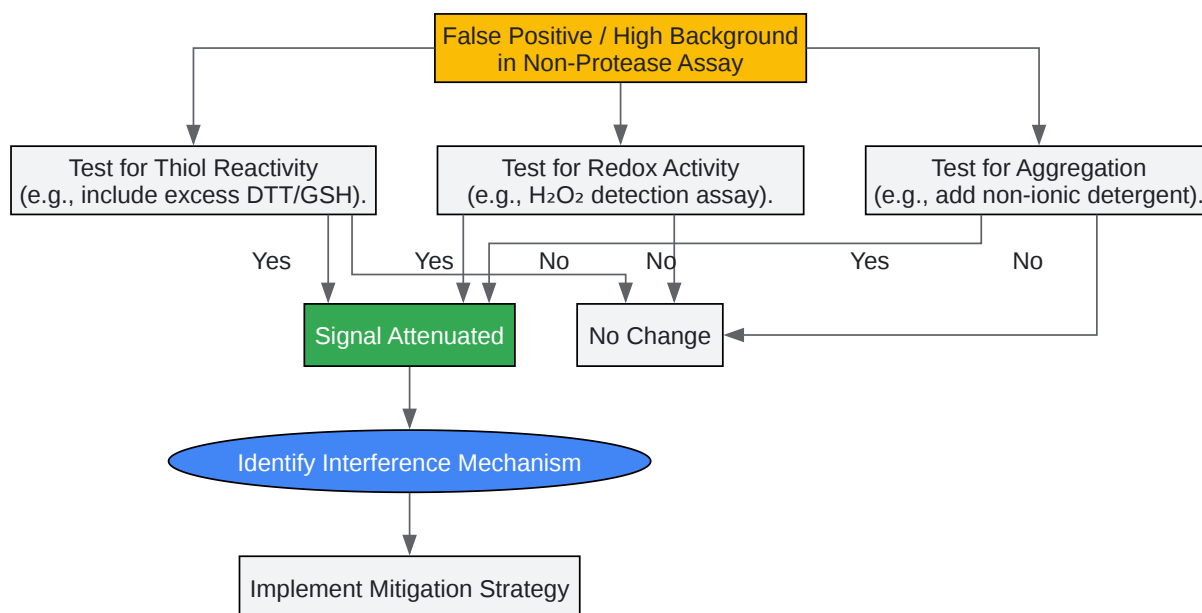 False Positive / High Background
in Non-Protease Assay
Test for Thiol Reactivity
(e.g., include excess DTT/GSH).
Test for Redox Activity
(e.g., H₂O₂ detection assay).
Test for Aggregation
(e.g., add non-ionic detergent).
Yes
Yes
No
No
Yes
No
Signal Attenuated
No Change
Identify Interference Mechanism
Implement Mitigation Strategy